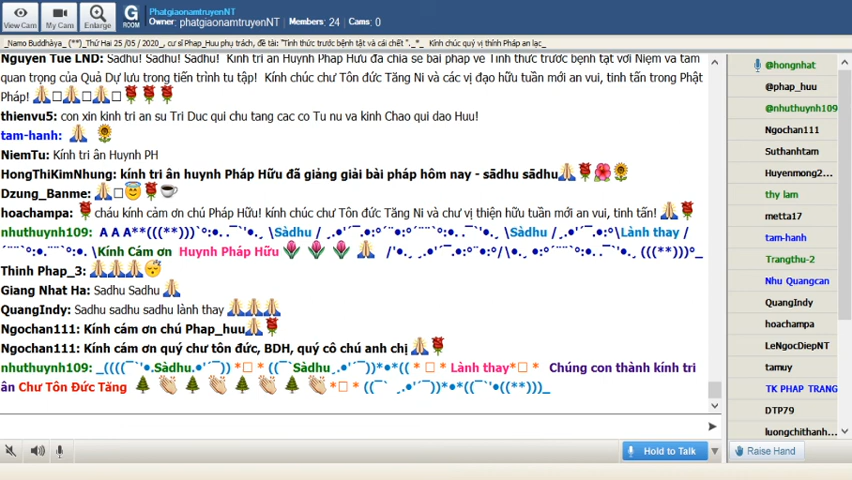 View Cam
My Cam
Enlarge
G
ROOM
PhatgiaonamtruyenNT
Owner: phatgiaonamtruyenNT | Members: 24 | Cams: 0
_Namo Buddhàya_ (**)_Thứ Hai 25 /05 / 2020_, cư sĩ Phap_Huu phụ trách, đề tài: "Tỉnh thức trước bệnh tật và cái chết "._*_ Kính chúc quý vị thính Pháp an lạc_
Nguyen Tue LND: Sadhu! Sadhu! Sadhu! Kính tri ân Huynh Pháp Hữu đã chia sẻ bài pháp về Tỉnh thức trước bệnh tật với Niệm và tầm
quan trọng của Quả Dự lưu trong tiến trình tu tập! Kính chúc chư Tôn đức Tăng Ni và các vị đạo hữu tuần mới an vui, tinh tấn trong Phật
Pháp! 🙏□🙏□🙏□🌹🌹🌹
thienvu5: con xin kinh tri an su Tri Duc qui chu tang cac co Tu nu va kinh Chao qui dao Huu!
tam-hanh: 🙏 🌻
NiemTu: Kính tri ân Huynh PH
HongThiKimNhung: kính tri ân huynh Pháp Hữu đã giảng giải bài pháp hôm nay - sādhu sādhu🙏🌹🌺🌻
Dzung_Banme: 🙏□😇🌹☕
hoachampa: 🌹cháu kính cảm ơn chú Pháp Hữu! kính chúc chư Tôn đức Tăng Ni và chư vị thiện hữu tuần mới an vui, tinh tấn! 🙏🌹
nhuthuynh109: A A A**(((**)))`°:•. .¯`'•.¸ \Sàdhu / ¸.•'´¯.•:°¨•:°:•. .¯`'•.¸ \Sàdhu / ¸.•'´¯.•:°\Lành thay /
´¨¨`°:•.¨¨`°:•. \Kính Cám ơn Huynh Pháp Hữu 🌷 🌷 🌷 🙏 /'•.¸ ¸.•'´¯.•:°¨•:°/•. •:°´¨¨`°:•. .¯`'•.¸ (((**)))°_
Thinh Phap_3: 🙏🙏🙏😴
Giang Nhat Ha: Sadhu Sadhu 🙏
QuangIndy: Sadhu sadhu sadhu lành thay 🙏🙏🙏
Ngochan111: Kính cám ơn chú Phap_huu🙏🌹
Ngochan111: Kính cám ơn quý chư tôn đức, BDH, quý cô chú anh chị 🙏🌹
nhuthuynh109: _((((¯`'•.Sàdhu.•'´¯)) *□ * ((¯`Sàdhu¸.•'´¯))*•*(( * □ * Lành thay*□ * Chúng con thành kính tri
ân Chư Tôn Đức Tăng 🌲 👏 🌲 👏 🌲 👏 *□ * ((¯` ¸.•'´¯))*•*((¯`'•((**)))_
Hold to Talk
Raise Hand
@hongnhat
@phap_huu
@nhuthuynh109
Ngochan111
Suthanhtam
Huyenmong2...
thy lam
metta17
tam-hanh
Trangthu-2
Nhu Quangcan
QuangIndy
hoachampa
LeNgocDiepNT
tamuy
TK PHAP TRANG
DTP79
luongchithanh...